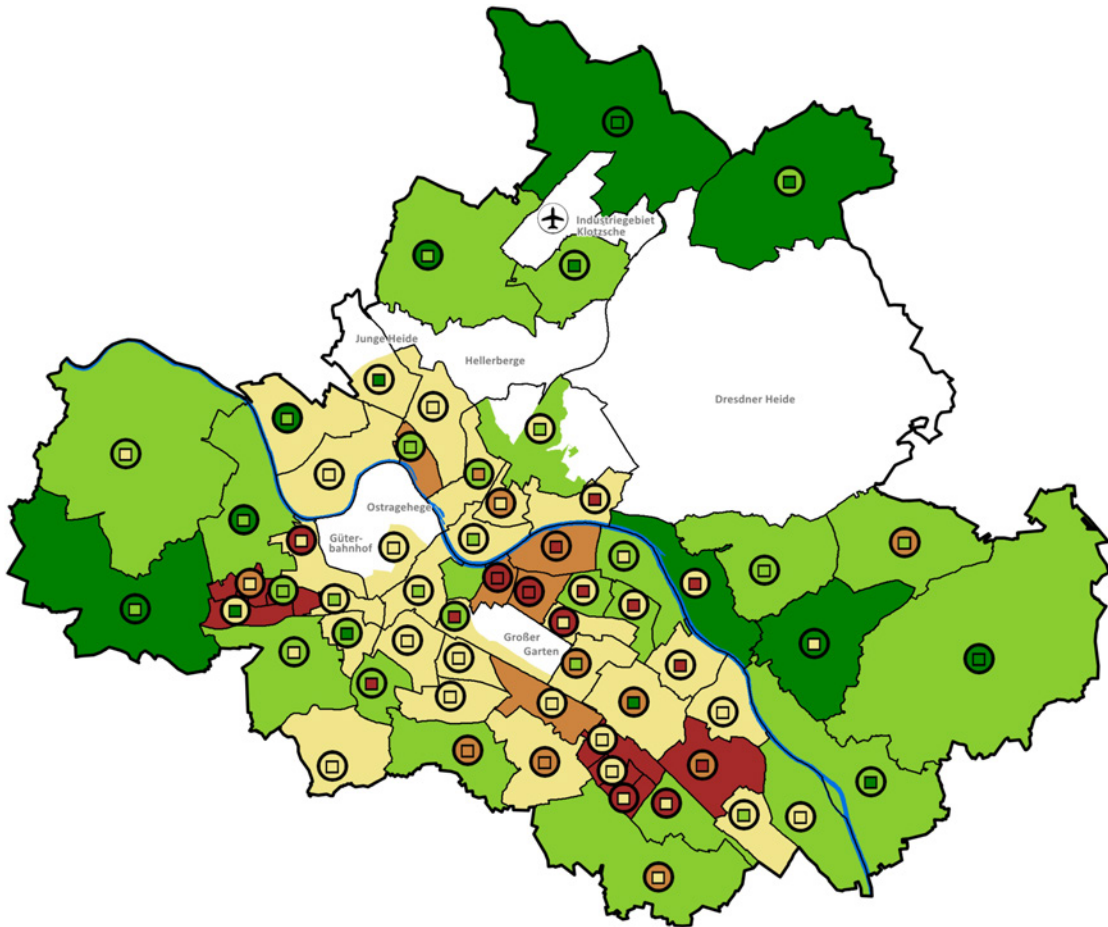 Industriegebiet
Klotzsche
Junge Heide
Hellerberge
Dresdner Heide
Ostragehege
Güter-
bahnhof
Großer
Garten